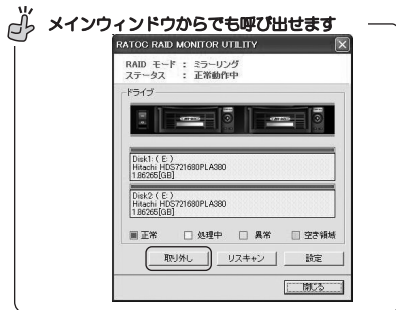 メインウィンドウからでも呼び出せます
RATOC RAID MONITOR UTILITY
RAID モード : ミラーリング
ステータス : 正常動作中
ドライブ
Disk1: ( E: )
Hitachi HDS721680PLA380
1.86265[GB]
Disk2: ( E: )
Hitachi HDS721680PLA380
1.86265[GB]
正常 処理中 異常 空き領域
取り外し リスキャン 設定
閉じる